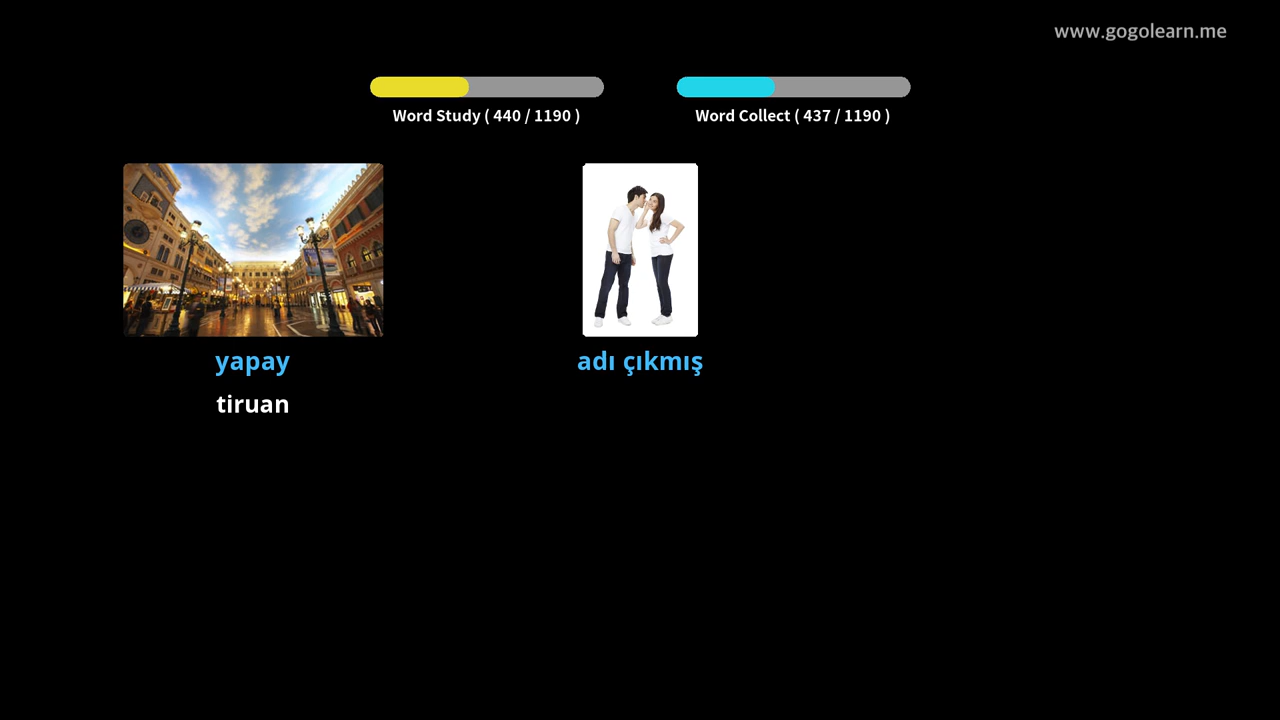 www.gogolearn.me
Word Study ( 440 / 1190 )
Word Collect ( 437 / 1190 )
yapay
adı çıkmış
tiruan